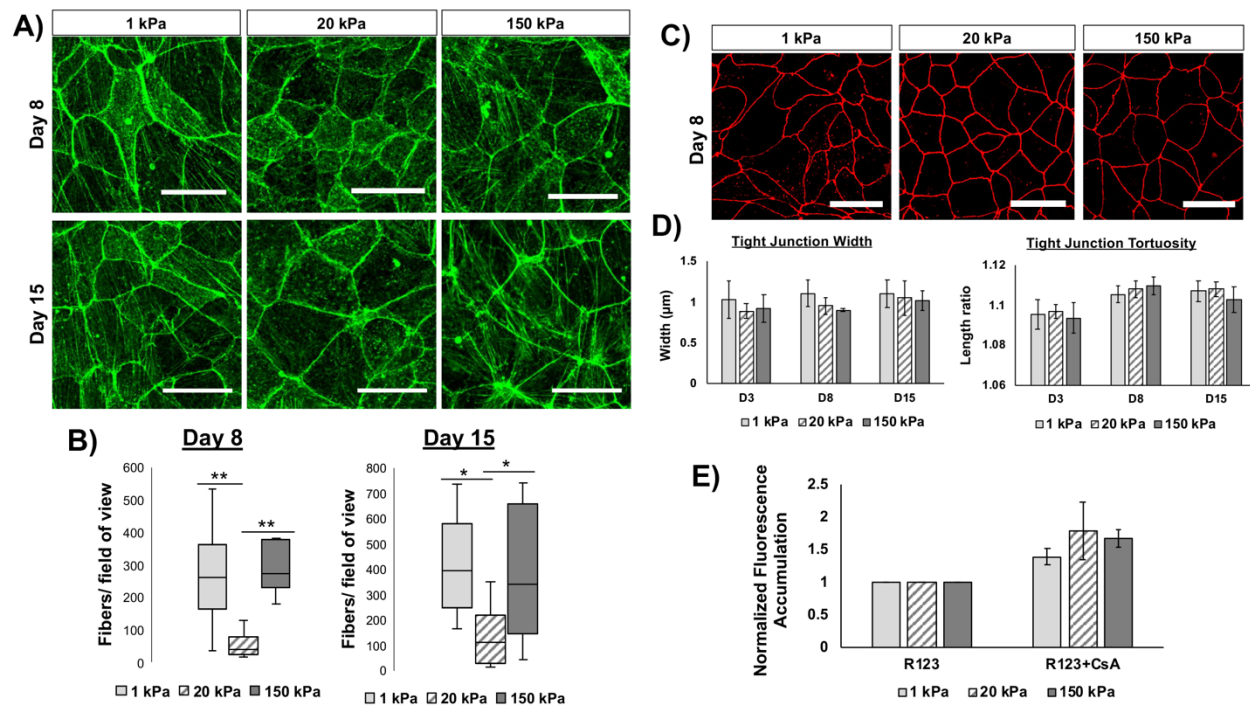 A)
1 kPa 20 kPa 150 kPa
Day 8
Day 15
B)
Day 8
Fibers/ field of view
600
500
400
300
200
100
0
**
**
1 kPa 20 kPa 150 kPa
Day 15
Fibers/ field of view
800
700
600
500
400
300
200
100
0
*
*
1 kPa 20 kPa 150 kPa
C)
1 kPa 20 kPa 150 kPa
Day 8
D)
Tight Junction Width
Width (µm)
1.5
1
0.5
0
D3 D8 D15
1 kPa 20 kPa 150 kPa
Tight Junction Tortuosity
Length ratio
1.12
1.1
1.08
1.06
D3 D8 D15
1 kPa 20 kPa 150 kPa
E)
Normalized Fluorescence
Accumulation
2.5
2
1.5
1
0.5
0
R123 R123+CsA
1 kPa 20 kPa 150 kPa